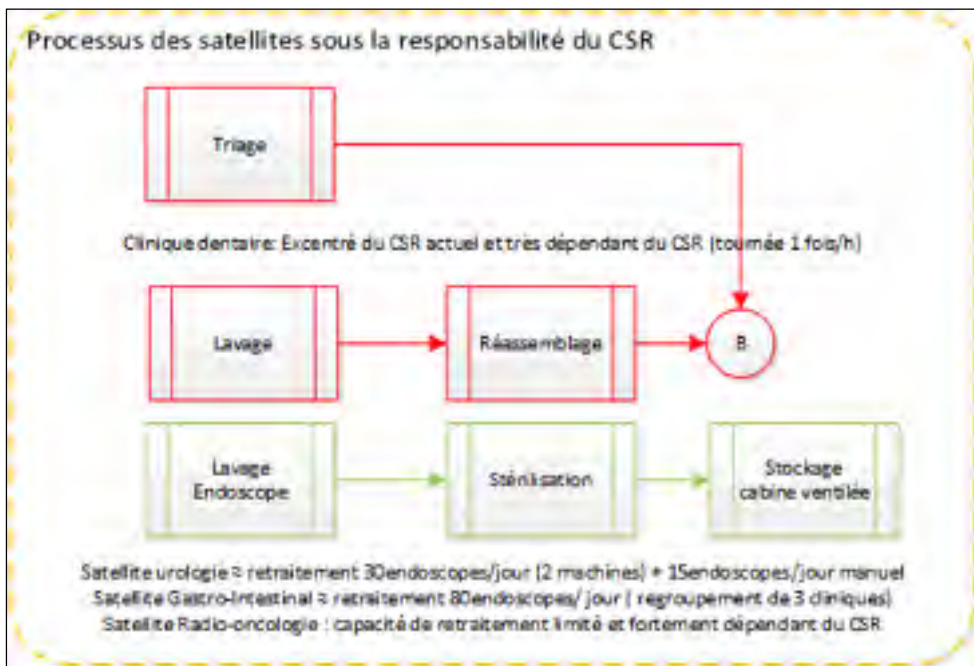 Processus des satellites sous la responsabilité du CSR
Triage
Clinique dentaire: Excentré du CSR actuel et très dépendant du CSR (tournée 1 fois/h)
Lavage
Réassemblage
B
Lavage
Endoscope
Stérilisation
Stockage
cabine ventilée
Satellite urologie ≈ retraitement 30endoscopes/jour (2 machines) + 15endoscopes/jour manuel
Satellite Gastro-Intestinal ≈ retraitement 80endoscopes/ jour ( regroupement de 3 cliniques)
Satellite Radio-oncologie : capacité de retraitement limité et fortement dépendant du CSR